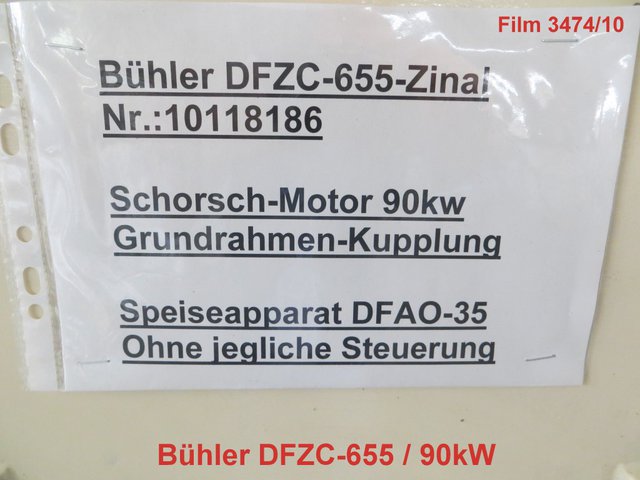 Film 3474/10
Bühler DFZC-655-Zinal
Nr.:10118186
Schorsch-Motor 90kw
Grundrahmen-Kupplung
Speiseapparat DFAO-35
Ohne jegliche Steuerung
Bühler DFZC-655 / 90kW